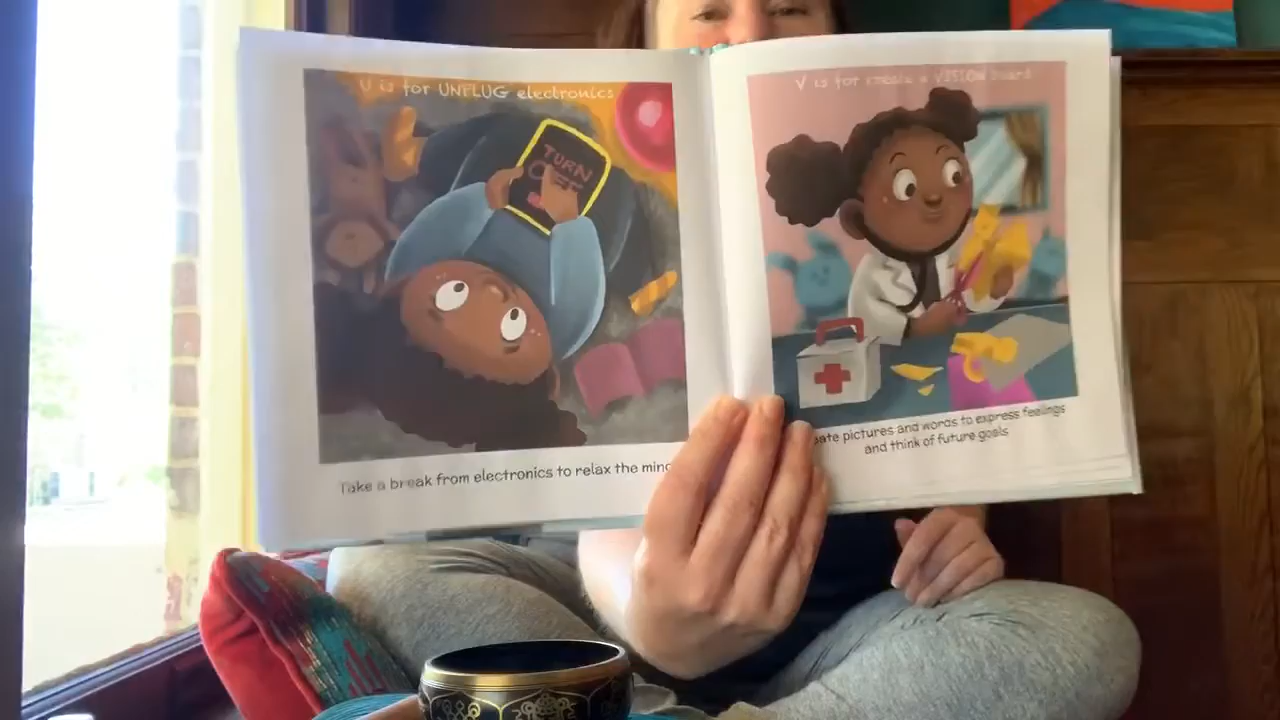 U is for UNPLUG electronics
TURN
OFF
Take a break from electronics to relax the mind
V is for create a VISION board
pictures and words to express feelings
and think of future goals